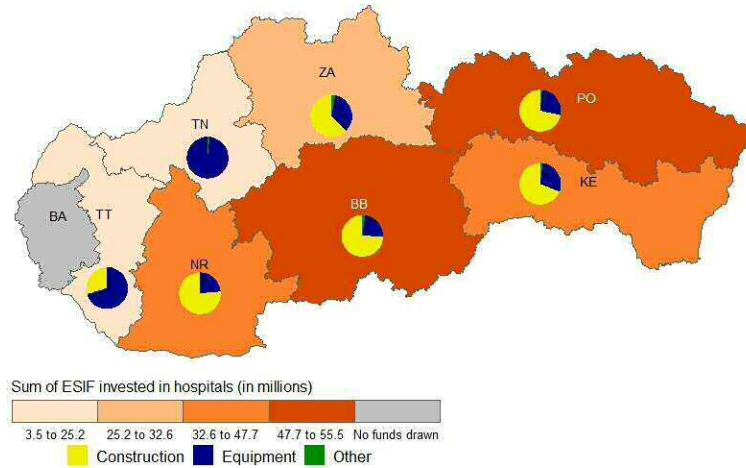 ZA
PO
TN
KE
BB
BA
TT
NR
Sum of ESIF invested in hospitals (in millions)
3.5 to 25.2 25.2 to 32.6 32.6 to 47.7 47.7 to 55.5 No funds drawn
Construction Equipment Other